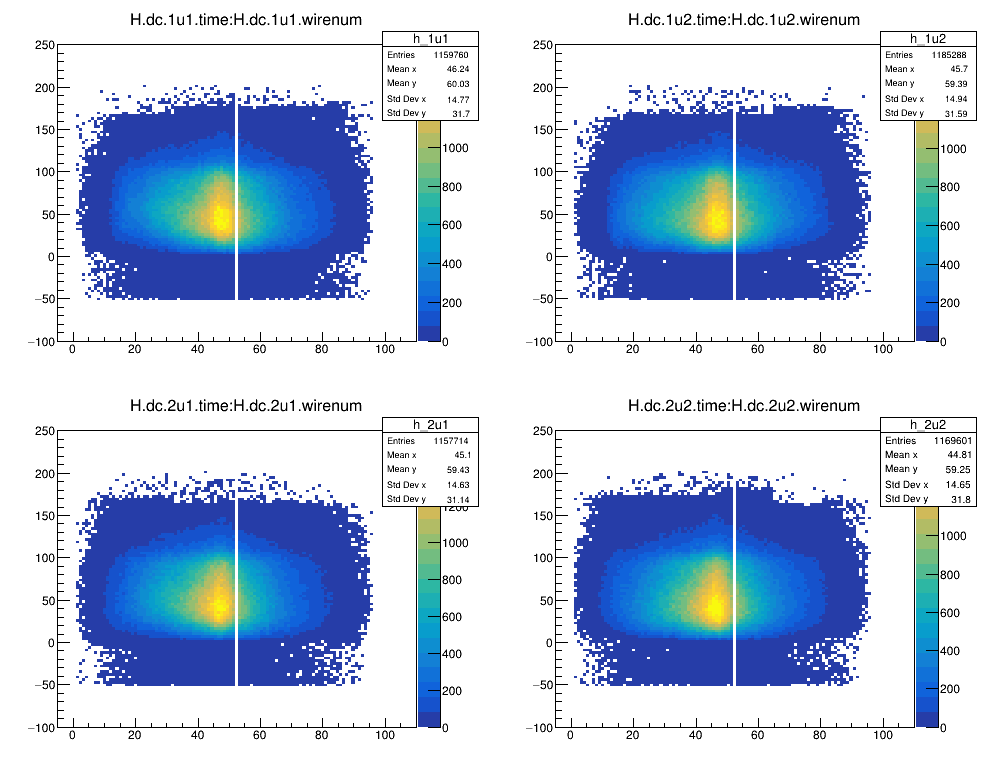 H.dc.1u1.time:H.dc.1u1.wirenum
h_1u1
Entries 1159760
Mean x 46.24
Mean y 60.03
Std Dev x 14.77
Std Dev y 31.7
250
200
150
100
50
0
−50
−100
0 20 40 60 80 100
1000
800
600
400
200
0
H.dc.1u2.time:H.dc.1u2.wirenum
h_1u2
Entries 1185288
Mean x 45.7
Mean y 59.39
Std Dev x 14.94
Std Dev y 31.59
250
200
150
100
50
0
−50
−100
0 20 40 60 80 100
1000
800
600
400
200
0
H.dc.2u1.time:H.dc.2u1.wirenum
h_2u1
Entries 1157714
Mean x 45.1
Mean y 59.43
Std Dev x 14.63
Std Dev y 31.14
250
200
150
100
50
0
−50
−100
0 20 40 60 80 100
1200
1000
800
600
400
200
0
H.dc.2u2.time:H.dc.2u2.wirenum
h_2u2
Entries 1169601
Mean x 44.81
Mean y 59.25
Std Dev x 14.65
Std Dev y 31.8
250
200
150
100
50
0
−50
−100
0 20 40 60 80 100
1000
800
600
400
200
0